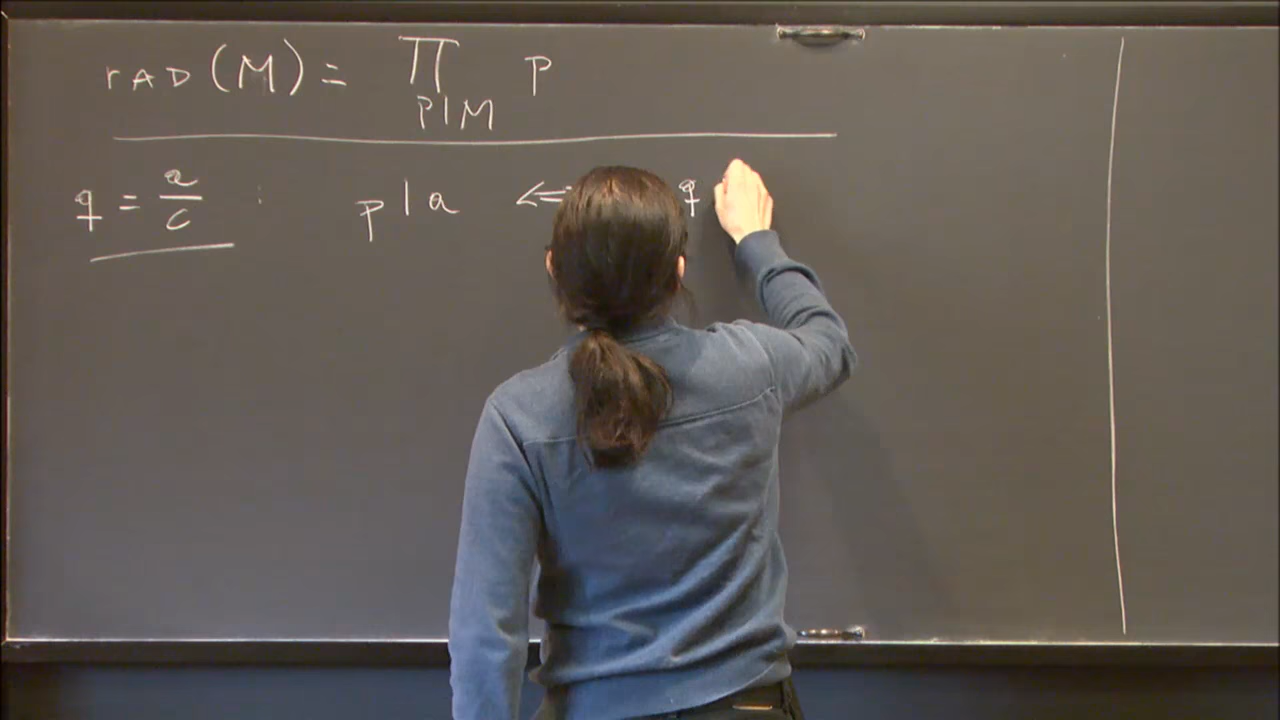 rAD(M) = ∏ p
p|M
q = a/c : p | a ⇐ q